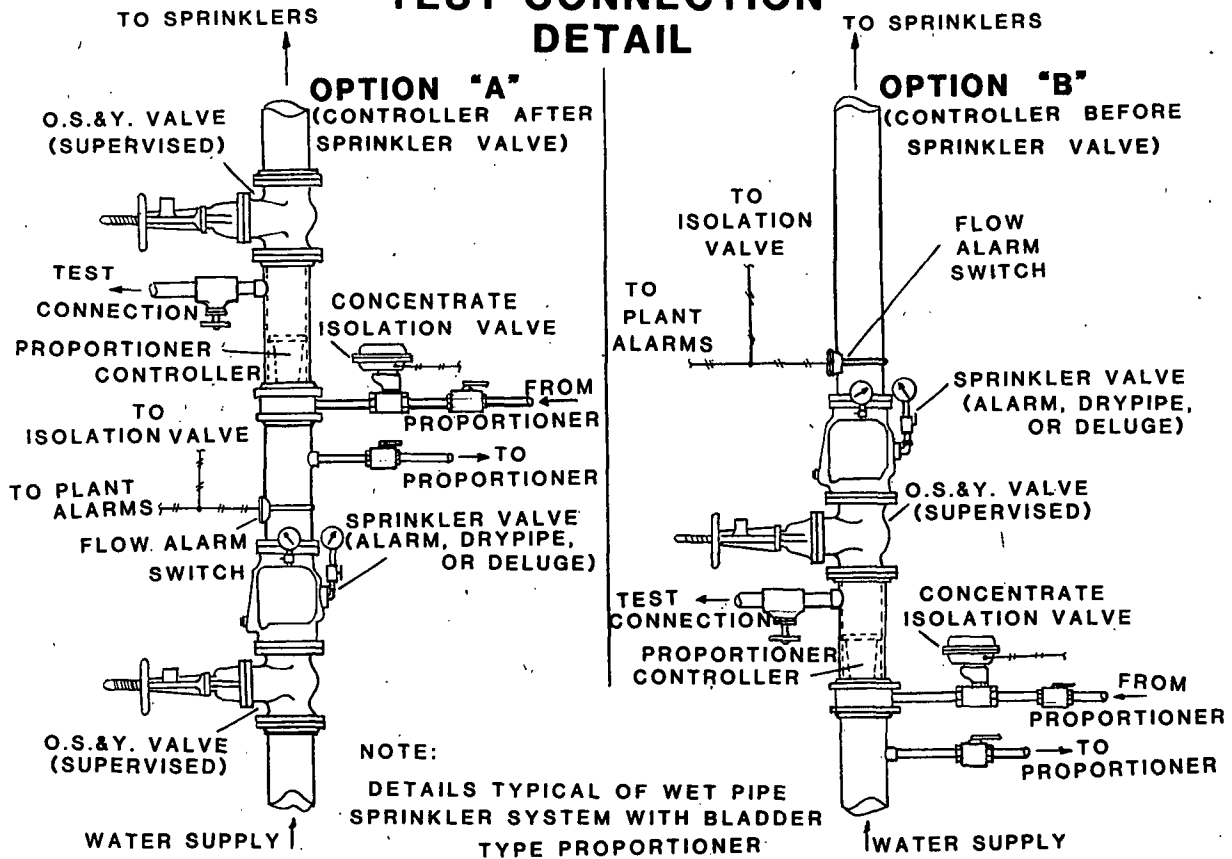 TEST CONNECTION
DETAIL
TO SPRINKLERS
OPTION "A"
(CONTROLLER AFTER
SPRINKLER VALVE)
O.S.&Y. VALVE
(SUPERVISED)
TEST
CONNECTION
CONCENTRATE
ISOLATION VALVE
PROPORTIONER
CONTROLLER
FROM
PROPORTIONER
TO
ISOLATION VALVE
TO
PROPORTIONER
TO PLANT
ALARMS
FLOW ALARM
SWITCH
SPRINKLER VALVE
(ALARM, DRYPIPE,
OR DELUGE)
O.S.&Y. VALVE
(SUPERVISED)
WATER SUPPLY
NOTE:
DETAILS TYPICAL OF WET PIPE
SPRINKLER SYSTEM WITH BLADDER
TYPE PROPORTIONER
TO SPRINKLERS
OPTION "B"
(CONTROLLER BEFORE
SPRINKLER VALVE)
TO
ISOLATION
VALVE
FLOW
ALARM
SWITCH
TO
PLANT
ALARMS
SPRINKLER VALVE
(ALARM, DRYPIPE,
OR DELUGE)
O.S.&Y. VALVE
(SUPERVISED)
TEST
CONNECTION
CONCENTRATE
ISOLATION VALVE
PROPORTIONER
CONTROLLER
FROM
PROPORTIONER
TO
PROPORTIONER
WATER SUPPLY